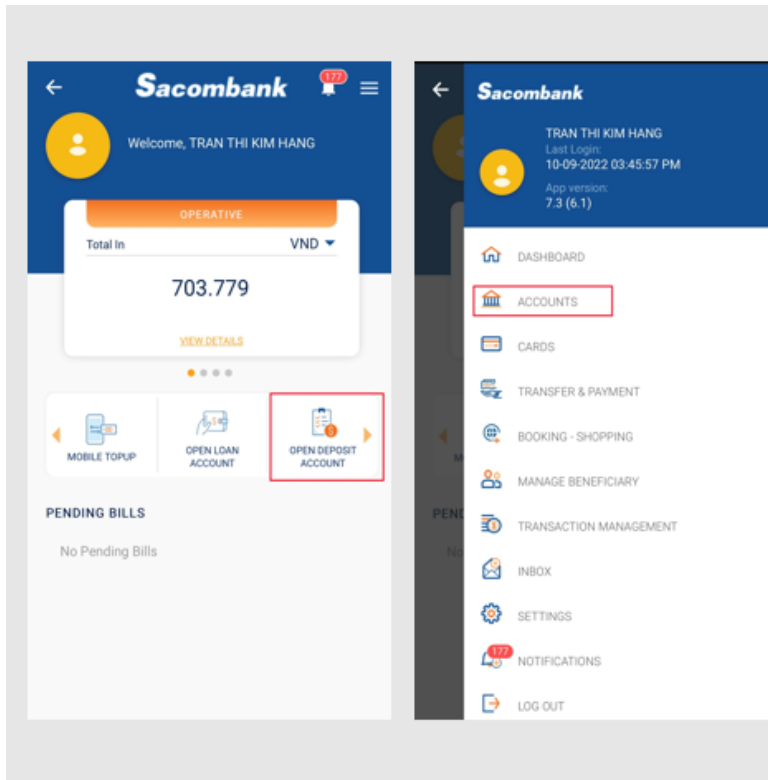 Sacombank
177
Welcome, TRAN THI KIM HANG
OPERATIVE
Total In
VND
703.779
VIEW DETAILS
MOBILE TOPUP
OPEN LOAN
ACCOUNT
OPEN DEPOSIT
ACCOUNT
PENDING BILLS
No Pending Bills
Sacombank
TRAN THI KIM HANG
Last Login:
10-09-2022 03:45:57 PM
App version:
7.3 (6.1)
DASHBOARD
ACCOUNTS
CARDS
TRANSFER & PAYMENT
BOOKING - SHOPPING
MANAGE BENEFICIARY
TRANSACTION MANAGEMENT
INBOX
SETTINGS
177
NOTIFICATIONS
LOG OUT
M
PEND
No